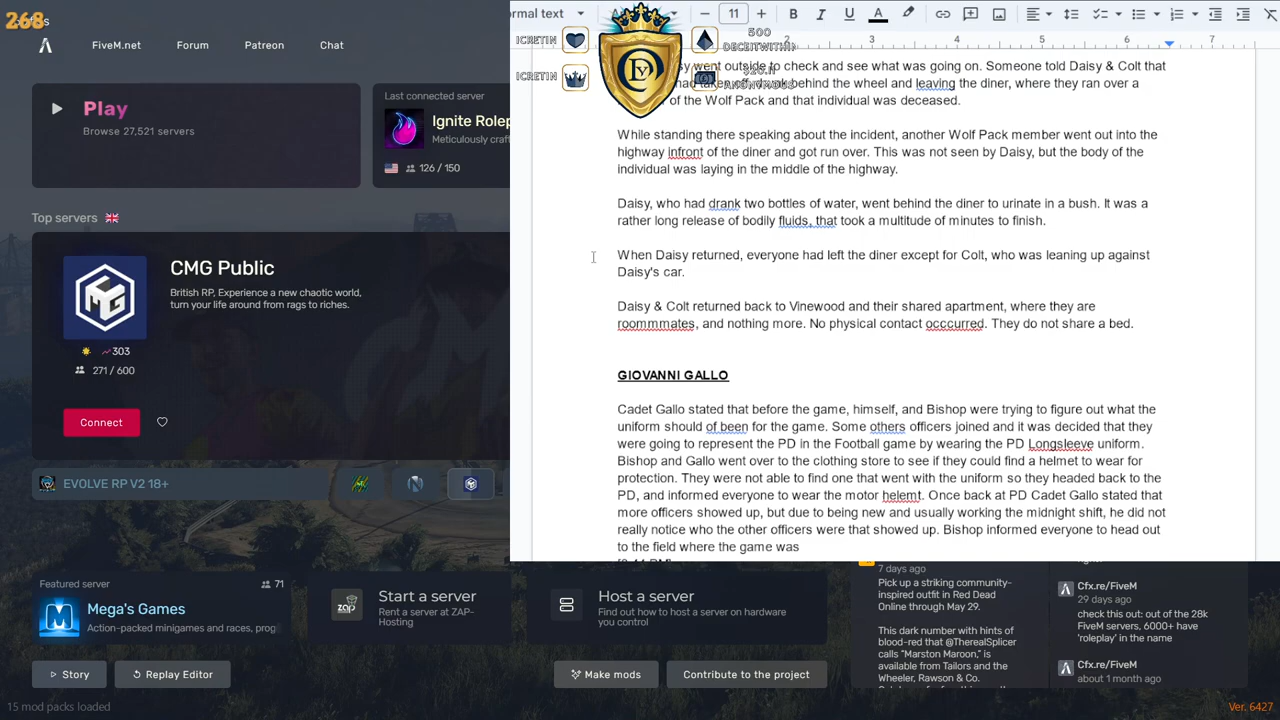 268
FiveM.net Forum Patreon Chat
Play
Browse 27,521 servers
Last connected server
Ignite Rolep
Meticulously craf
126 / 150
Top servers
CMG Public
British RP, Experience a new chaotic world,
turn your life around from rags to riches.
303
271 / 600
Connect
EVOLVE RP V2 18+
Featured server
71
Mega's Games
Action-packed minigames and races, prog
Start a server
Rent a server at ZAP-
Hosting
zap
Host a server
Find out how to host a server on hardware
you control
Story
Replay Editor
Make mods
Contribute to the project
15 mod packs loaded
Ver. 6427
7 days ago
Pick up a striking community-
inspired outfit in Red Dead
Online through May 29.
This dark number with hints of
blood-red that @TherealSplicer
calls “Marston Maroon,” is
available from Tailors and the
Wheeler, Rawson & Co.
Cfx.re/FiveM
29 days ago
check this out: out of the 28k
FiveM servers, 6000+ have
'roleplay' in the name
Cfx.re/FiveM
about 1 month ago
rmal text
11
B I U A
2 3 4 5 6 7
ICRETIN
500
DECEITWITHIN
ICRETIN
ANONYMOUS
went outside to check and see what was going on. Someone told Daisy & Colt that
behind the wheel and leaving the diner, where they ran over a
of the Wolf Pack and that individual was deceased.
While standing there speaking about the incident, another Wolf Pack member went out into the
highway infront of the diner and got run over. This was not seen by Daisy, but the body of the
individual was laying in the middle of the highway.
Daisy, who had drank two bottles of water, went behind the diner to urinate in a bush. It was a
rather long release of bodily fluids, that took a multitude of minutes to finish.
When Daisy returned, everyone had left the diner except for Colt, who was leaning up against
Daisy's car.
Daisy & Colt returned back to Vinewood and their shared apartment, where they are
roommmates, and nothing more. No physical contact occcurred. They do not share a bed.
GIOVANNI GALLO
Cadet Gallo stated that before the game, himself, and Bishop were trying to figure out what the
uniform should of been for the game. Some others officers joined and it was decided that they
were going to represent the PD in the Football game by wearing the PD Longsleeve uniform.
Bishop and Gallo went over to the clothing store to see if they could find a helmet to wear for
protection. They were not able to find one that went with the uniform so they headed back to the
PD, and informed everyone to wear the motor helemt. Once back at PD Cadet Gallo stated that
more officers showed up, but due to being new and usually working the midnight shift, he did not
really notice who the other officers were that showed up. Bishop informed everyone to head out
to the field where the game was